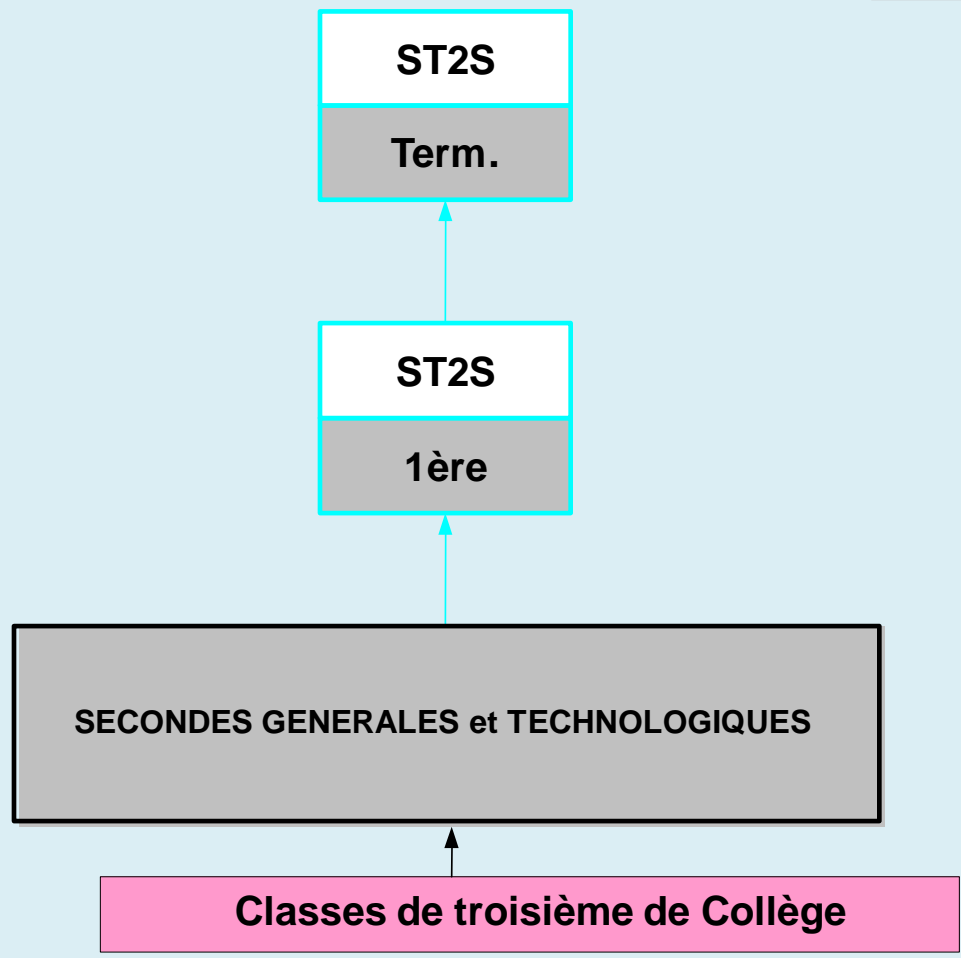 ST2S
Term.
ST2S
1ère
SECONDES GENERALES et TECHNOLOGIQUES
Classes de troisième de Collège